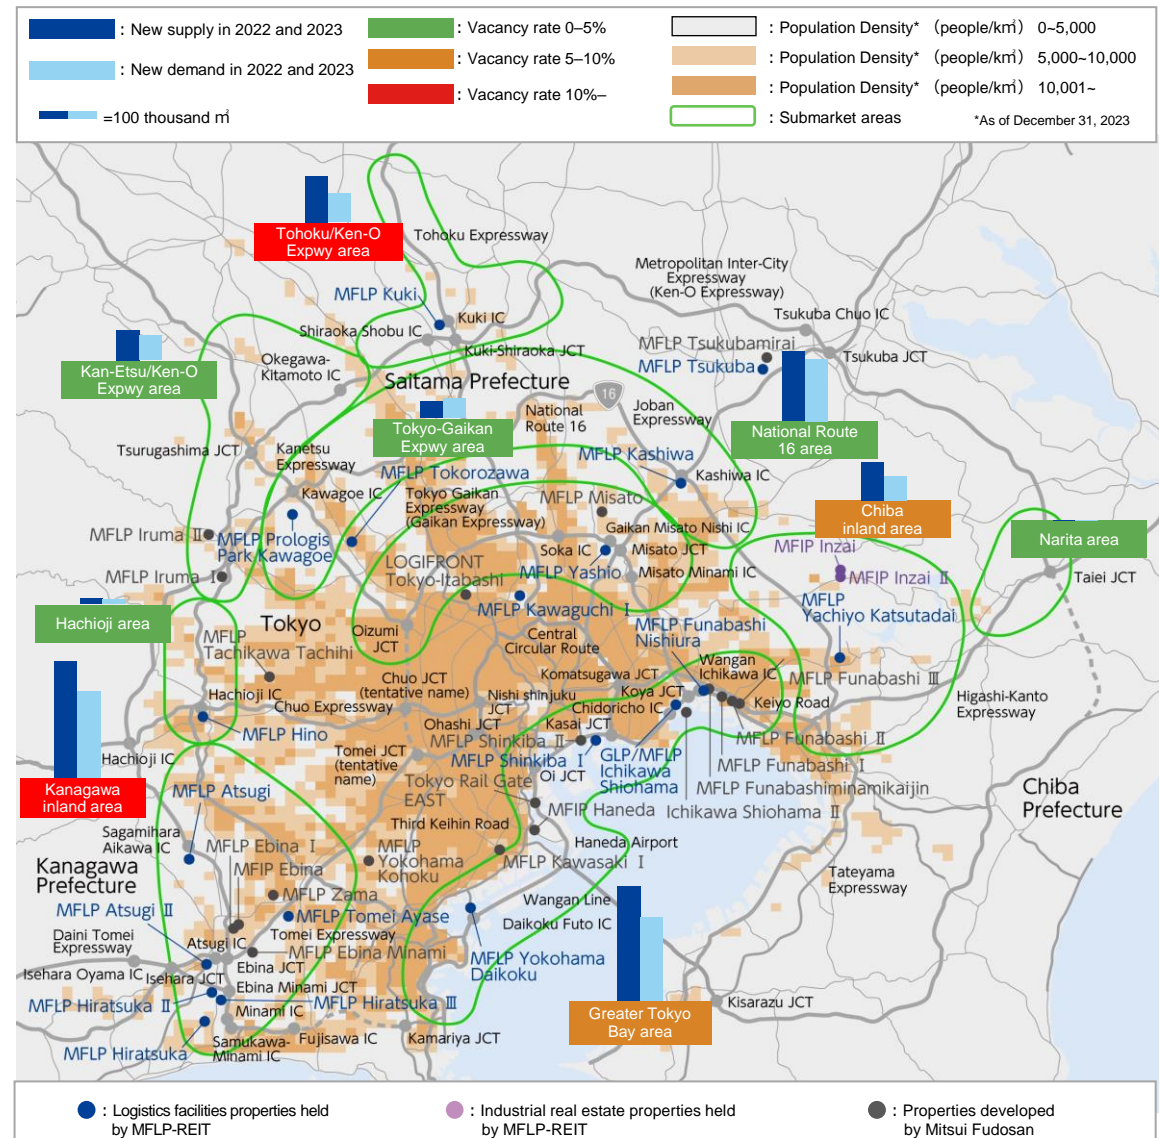 : New supply in 2022 and 2023
: New demand in 2022 and 2023
=100 thousand ㎡
: Vacancy rate 0–5%
: Vacancy rate 5–10%
: Vacancy rate 10%–
: Population Density* （people/k㎡） 0~5,000
: Population Density* （people/k㎡） 5,000~10,000
: Population Density* （people/k㎡） 10,001~
: Submarket areas
*As of December 31, 2023
Tohoku/Ken-O
Expwy area
Tohoku Expressway
Metropolitan Inter-City
Expressway
(Ken-O Expressway)
MFLP Kuki
Kuki IC
Shiraoka Shobu IC
Kuki-Shiraoka JCT
Tsukuba Chuo IC
MFLP Tsukubamirai
Tsukuba JCT
MFLP Tsukuba
Kan-Etsu/Ken-O
Expwy area
Okegawa-
Kitamoto IC
Saitama Prefecture
16
National
Route 16
Joban
Expressway
Tokyo-Gaikan
Expwy area
National Route
16 area
Tsurugashima JCT
Kanetsu
Expressway
MFLP Tokorozawa
MFLP Kashiwa
Kashiwa IC
Kawagoe IC
Tokyo Gaikan
Expressway
(Gaikan Expressway)
MFLP Misato
Gaikan Misato Nishi IC
Chiba
inland area
Narita area
MFLP Iruma Ⅱ
MFLP Prologis
Park Kawagoe
Soka IC
Misato JCT
MFLP Iruma Ⅰ
LOGIFRONT
Tokyo-Itabashi
MFLP Yashio
Misato Minami IC
MFIP Inzai
MFIP Inzai Ⅱ
Taiei JCT
Hachioji area
Tokyo
Oizumi
JCT
MFLP Kawaguchi Ⅰ
Central
Circular Route
MFLP Funabashi
Nishiura
MFLP
Yachiyo Katsutadai
MFLP
Tachikawa Tachihi
Chuo JCT
(tentative name)
Komatsugawa JCT
Wangan
Ichikawa IC
MFLP Funabashi Ⅲ
Hachioji IC
Chuo Expressway
Nishi shinjuku
JCT
Koya JCT
Chidoricho IC
Keiyo Road
Higashi-Kanto
Expressway
MFLP Hino
Ohashi JCT
Kasai JCT
MFLP Shinkiba Ⅱ
MFLP Funabashi Ⅱ
Hachioji IC
Tomei JCT
(tentative
name)
MFLP Shinkiba Ⅰ
Oi JCT
GLP/MFLP
Ichikawa
Shiohama
MFLP Funabashi Ⅰ
Kanagawa
inland area
MFLP Atsugi
Tokyo Rail Gate
EAST
MFLP Funabashiminamikaijin
Chiba
Prefecture
MFIP Haneda
Ichikawa Shiohama Ⅱ
Third Keihin Road
Sagamihara
Aikawa IC
MFLP Ebina Ⅰ
MFLP
Yokohama
Kohoku
Haneda Airport
Kanagawa
Prefecture
MFIP Ebina
MFLP Kawasaki Ⅰ
Tateyama
Expressway
MFLP Zama
MFLP Atsugi Ⅱ
MFLP Tomei Ayase
Wangan Line
Daikoku Futo IC
Daini Tomei
Expressway
Tomei Expressway
Atsugi IC
MFLP Ebina Minami
MFLP Yokohama
Daikoku
Isehara Oyama IC
Isehara JCT
Ebina JCT
Ebina Minami JCT
MFLP Hiratsuka Ⅱ
MFLP Hiratsuka Ⅲ
Minami IC
Kisarazu JCT
Greater Tokyo
Bay area
MFLP Hiratsuka
Samukawa-
Minami IC
Fujisawa IC
Kamariya JCT
: Logistics facilities properties held
by MFLP-REIT
: Industrial real estate properties held
by MFLP-REIT
: Properties developed
by Mitsui Fudosan